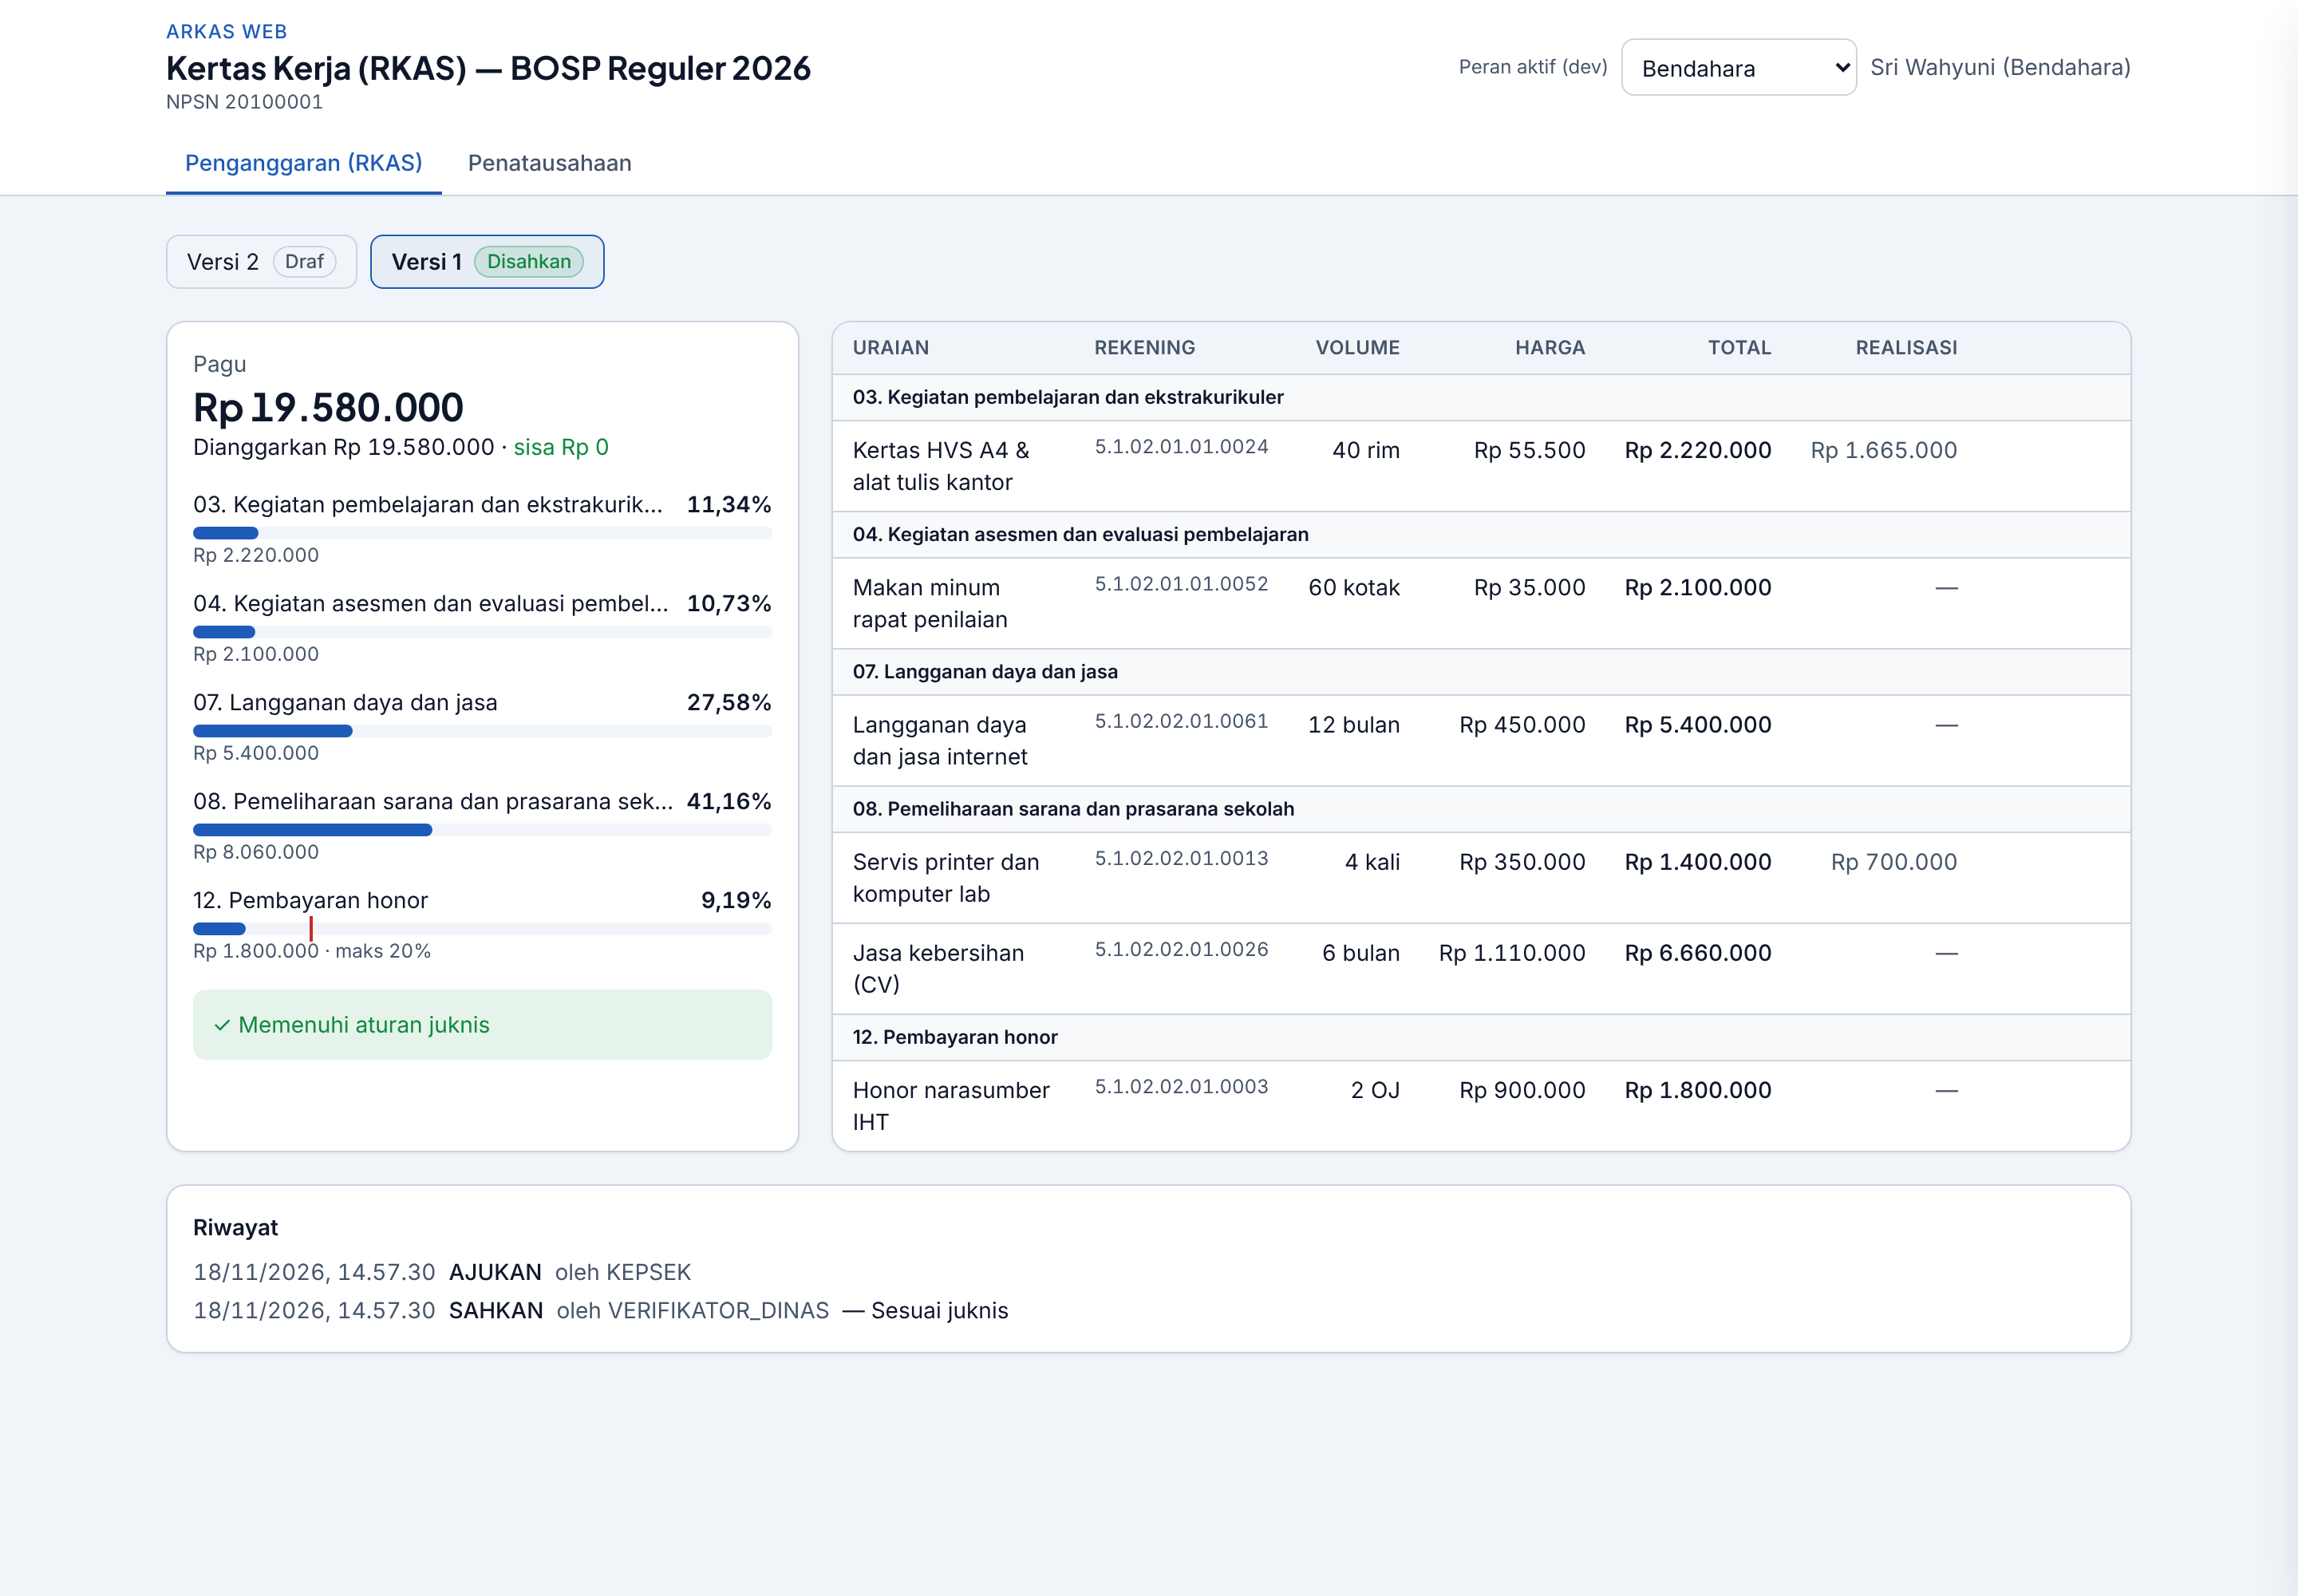 ARKAS WEB
Kertas Kerja (RKAS) — BOSP Reguler 2026
NPSN 20100001
Peran aktif (dev) Bendahara Sri Wahyuni (Bendahara)
Penganggaran (RKAS) Penatausahaan
Versi 2 Draf Versi 1 Disahkan
Pagu
Rp 19.580.000
Dianggarkan Rp 19.580.000 · sisa Rp 0
03. Kegiatan pembelajaran dan ekstrakurik... 11,34%
Rp 2.220.000
04. Kegiatan asesmen dan evaluasi pembel... 10,73%
Rp 2.100.000
07. Langganan daya dan jasa 27,58%
Rp 5.400.000
08. Pemeliharaan sarana dan prasarana sek... 41,16%
Rp 8.060.000
12. Pembayaran honor 9,19%
Rp 1.800.000 · maks 20%
✓ Memenuhi aturan juknis
URAIAN REKENING VOLUME HARGA TOTAL REALISASI
03. Kegiatan pembelajaran dan ekstrakurikuler
Kertas HVS A4 & 5.1.02.01.01.0024 40 rim Rp 55.500 Rp 2.220.000 Rp 1.665.000
alat tulis kantor
04. Kegiatan asesmen dan evaluasi pembelajaran
Makan minum 5.1.02.01.01.0052 60 kotak Rp 35.000 Rp 2.100.000 —
rapat penilaian
07. Langganan daya dan jasa
Langganan daya 5.1.02.02.01.0061 12 bulan Rp 450.000 Rp 5.400.000 —
dan jasa internet
08. Pemeliharaan sarana dan prasarana sekolah
Servis printer dan 5.1.02.02.01.0013 4 kali Rp 350.000 Rp 1.400.000 Rp 700.000
komputer lab
Jasa kebersihan 5.1.02.02.01.0026 6 bulan Rp 1.110.000 Rp 6.660.000 —
(CV)
12. Pembayaran honor
Honor narasumber 5.1.02.02.01.0003 2 OJ Rp 900.000 Rp 1.800.000 —
IHT
Riwayat
18/11/2026, 14.57.30 AJUKAN oleh KEPSEK
18/11/2026, 14.57.30 SAHKAN oleh VERIFIKATOR_DINAS — Sesuai juknis